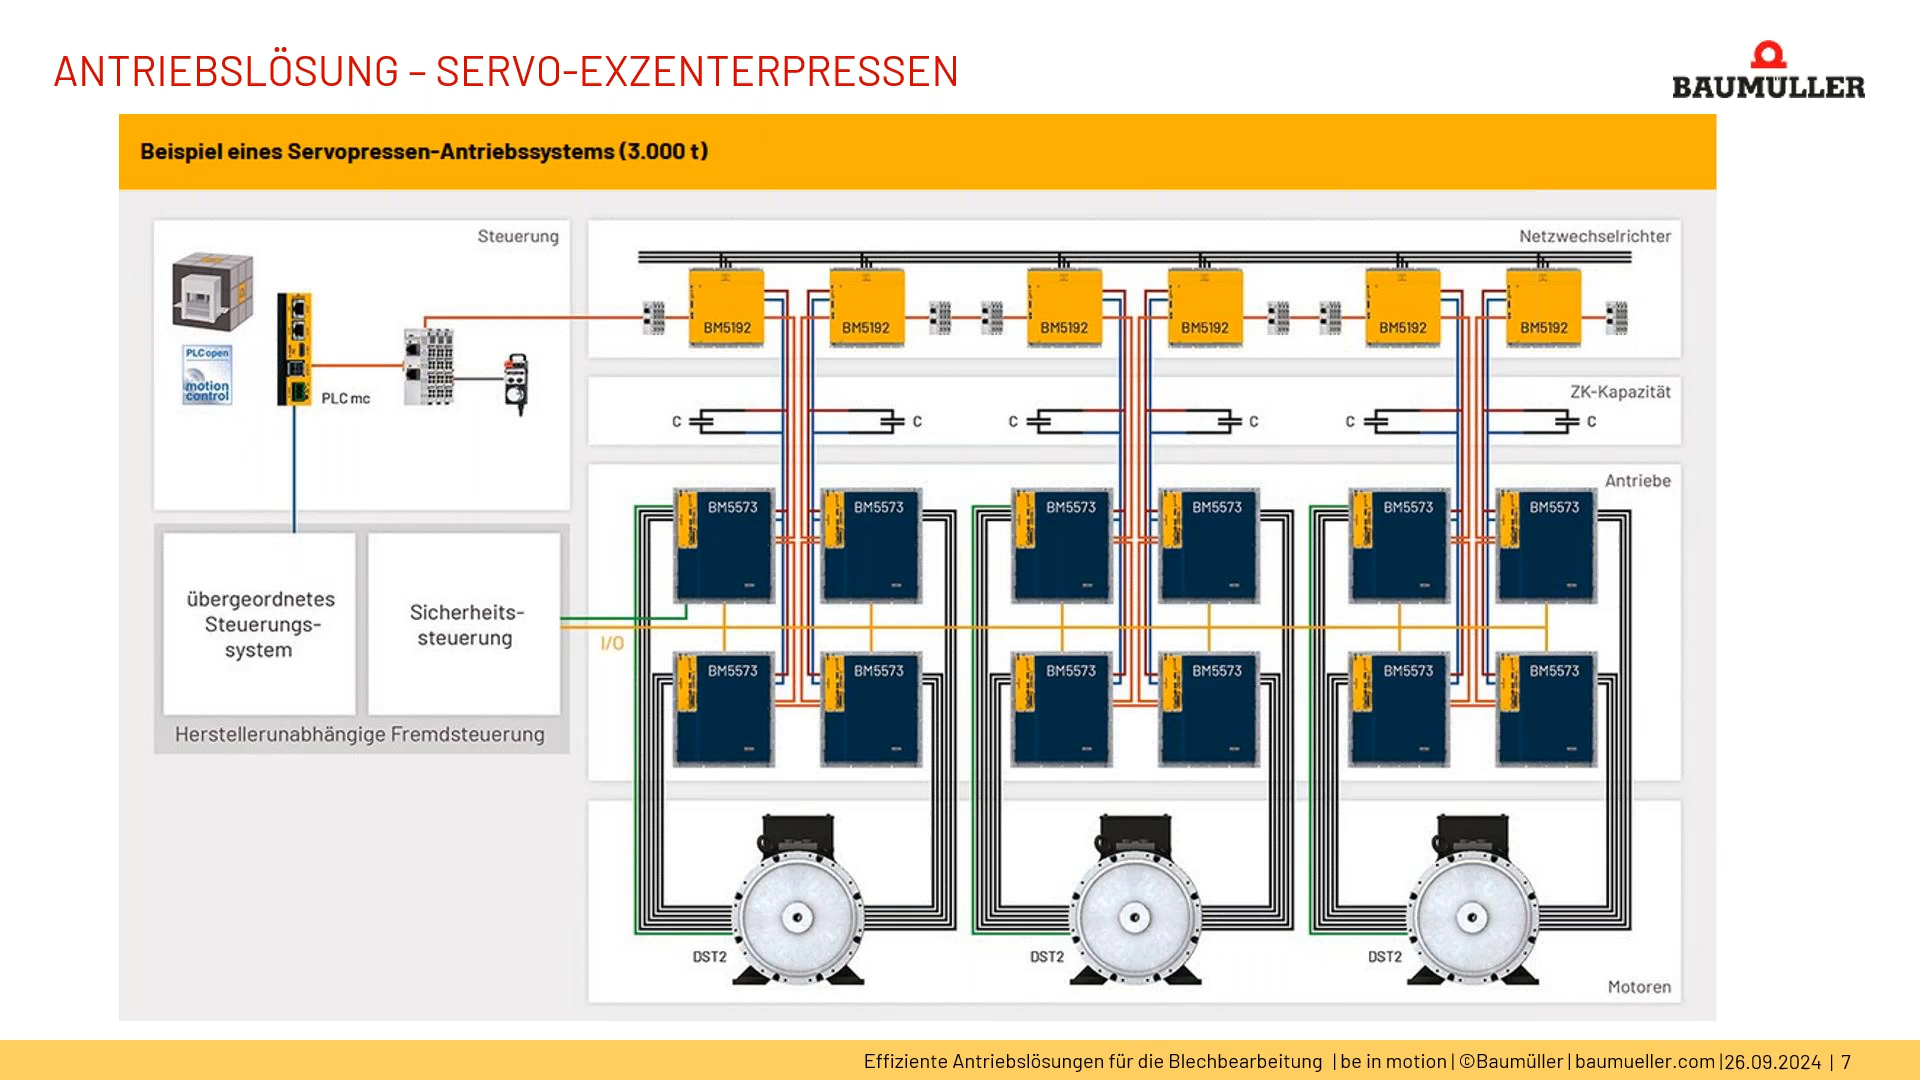 ANTRIEBSLÖSUNG – SERVO-EXZENTERPRESSEN
BAUMÜLLER
Beispiel eines Servopressen-Antriebssystems (3.000 t)
Steuerung
PLCopen
motion
control
PLC mc
Netzwechselrichter
BM5192
BM5192
BM5192
BM5192
BM5192
BM5192
ZK-Kapazität
C
C
C
C
C
C
Antriebe
BM5573
BM5573
BM5573
BM5573
BM5573
BM5573
übergeordnetes
Steuerungs-
system
Sicherheits-
steuerung
I/O
Herstellerunabhängige Fremdsteuerung
BM5573
BM5573
BM5573
BM5573
BM5573
BM5573
DST2
DST2
DST2
Motoren
Effiziente Antriebslösungen für die Blechbearbeitung | be in motion | ©Baumüller | baumueller.com |26.09.2024 | 7